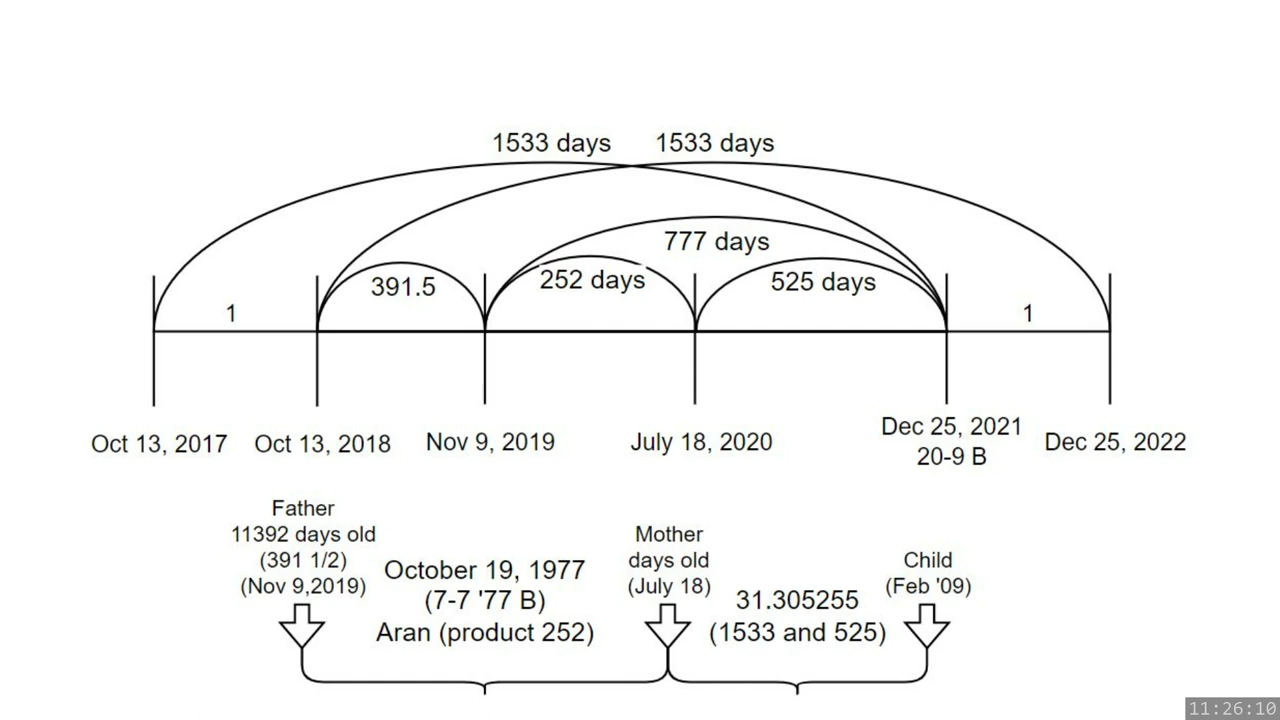 1533 days
1533 days
777 days
391.5
252 days
525 days
1
1
Oct 13, 2017
Oct 13, 2018
Nov 9, 2019
July 18, 2020
Dec 25, 2021
20-9 B
Dec 25, 2022
Father
11392 days old
(391 1/2)
(Nov 9,2019)
October 19, 1977
(7-7 '77 B)
Aran (product 252)
Mother
days old
(July 18)
31.305255
(1533 and 525)
Child
(Feb '09)
11:26:10